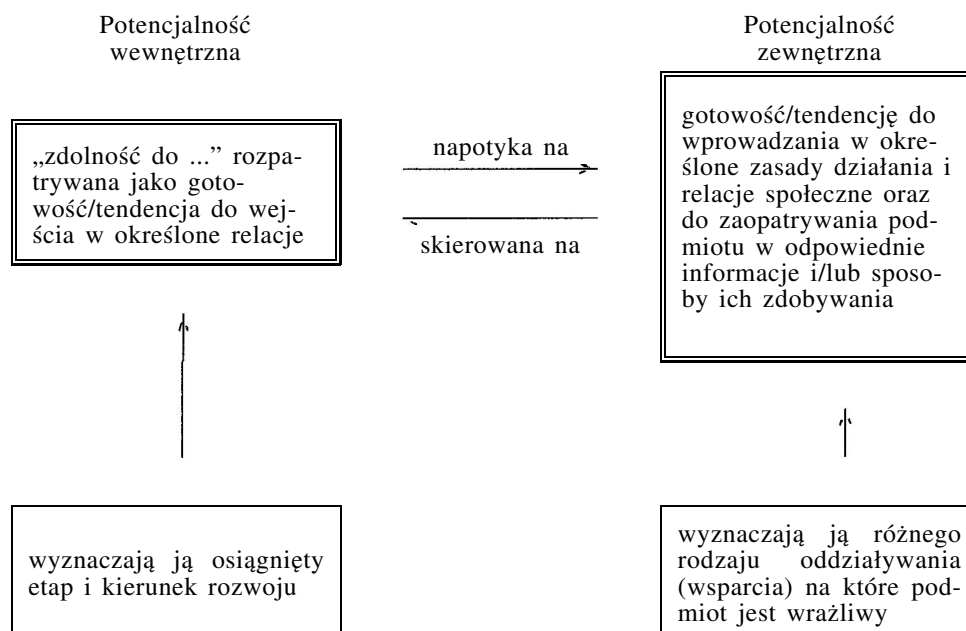 Potencjalność
wewnętrzna
Potencjalność
zewnętrzna
„zdolność do ...” rozpa-
trywana jako goto-
wość/tendencja do wej-
ścia w określone relacje
napotyka na
skierowana na
gotowość/tendencję do
wprowadzania w okre-
ślone zasady działania i
relacje społeczne oraz
do zaopatrywania pod-
miotu w odpowiednie
informacje i/lub sposo-
by ich zdobywania
wyznaczają ją osiągnięty
etap i kierunek rozwoju
wyznaczają ją różnego
rodzaju oddziaływania
(wsparcia) na które pod-
miot jest wrażliwy